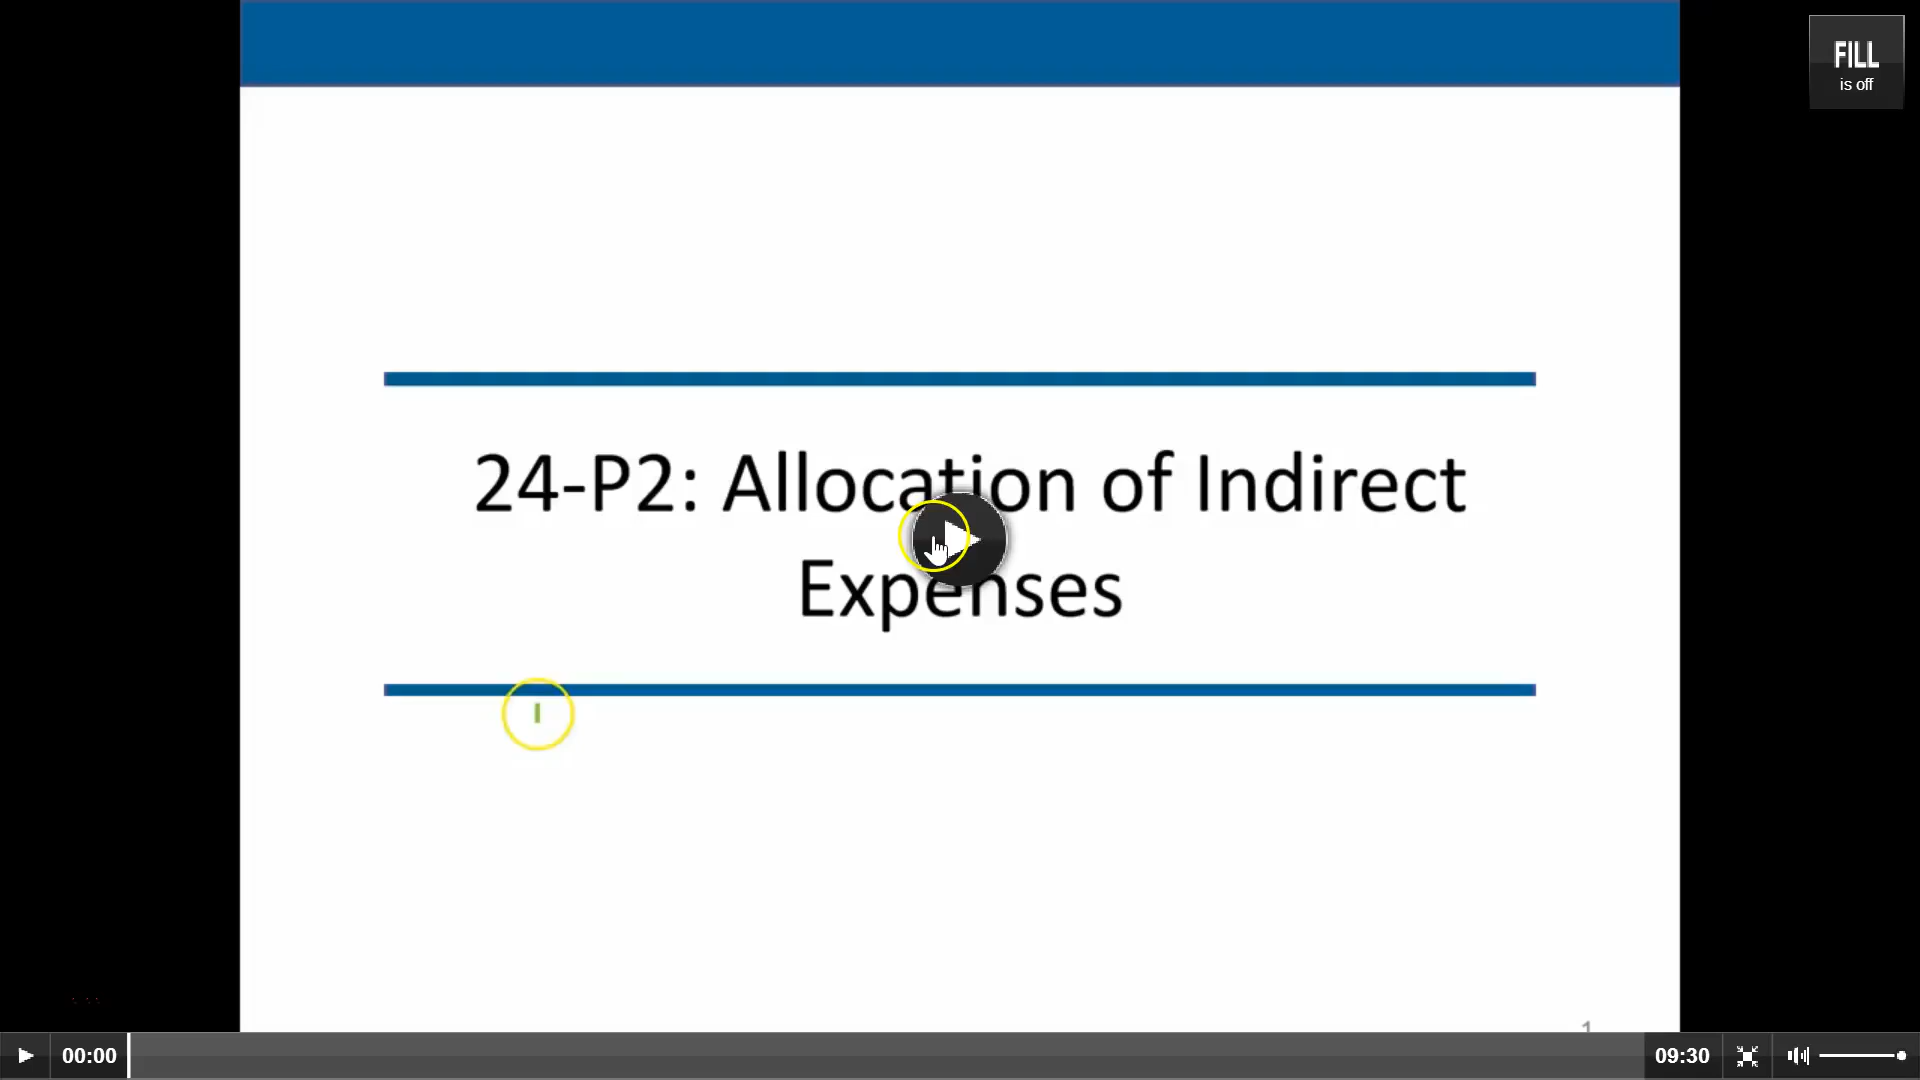 FILL
is off
24-P2: Allocation of Indirect
Expenses
1
00:00
09:30